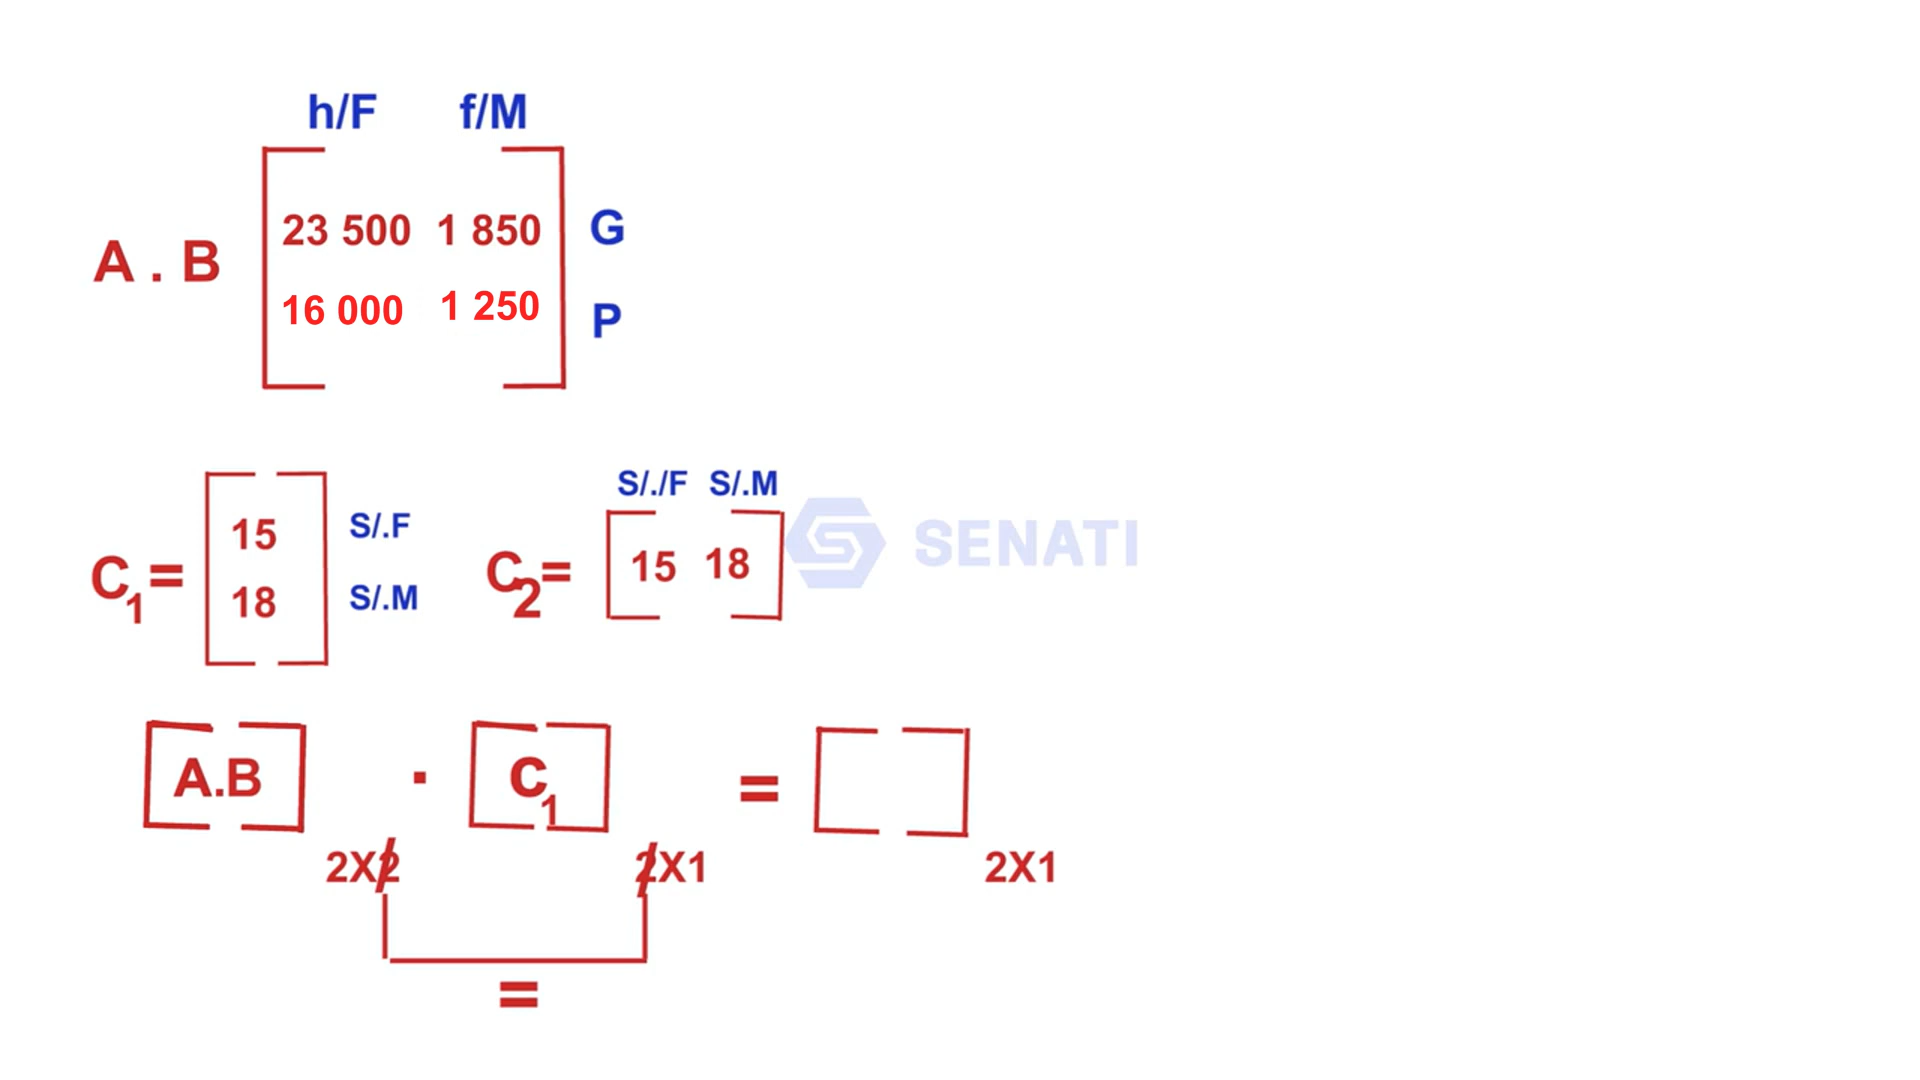 h/F f/M
A . B 23 500 1 850 G
16 000 1 250 P
S/./F S/.M
15 S/.F
C1= C2= 15 18 SENATI
18 S/.M
A.B · C1 =
2X2 2X1 2X1
=